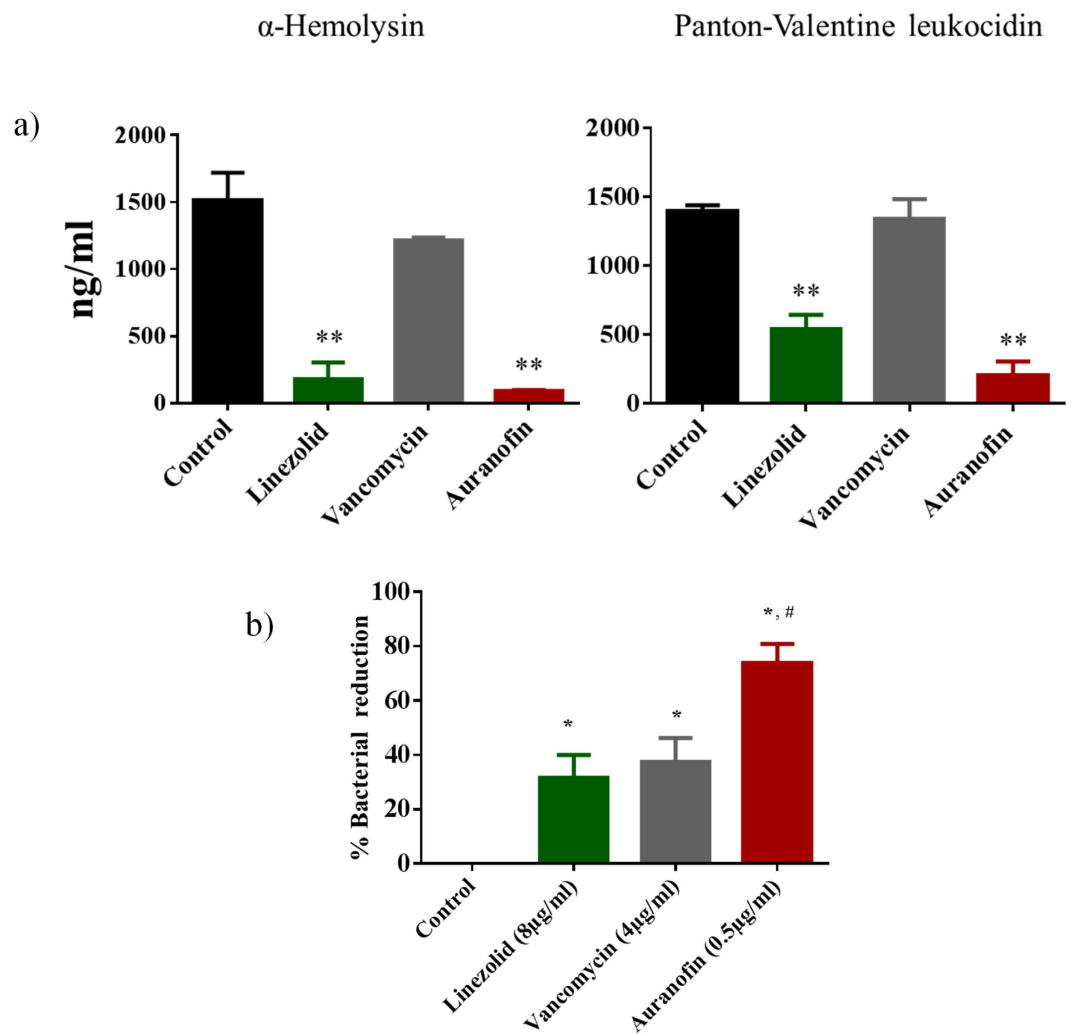 α-Hemolysin
Panton-Valentine leukocidin
a)
ng/ml
2000
1500
1000
500
0
**
**
Control
Linezolid
Vancomycin
Auranofin
2000
1500
1000
500
0
**
**
Control
Linezolid
Vancomycin
Auranofin
b)
% Bacterial reduction
100
80
60
40
20
0
*
*
*, #
Control
Linezolid (8µg/ml)
Vancomycin (4µg/ml)
Auranofin (0.5µg/ml)